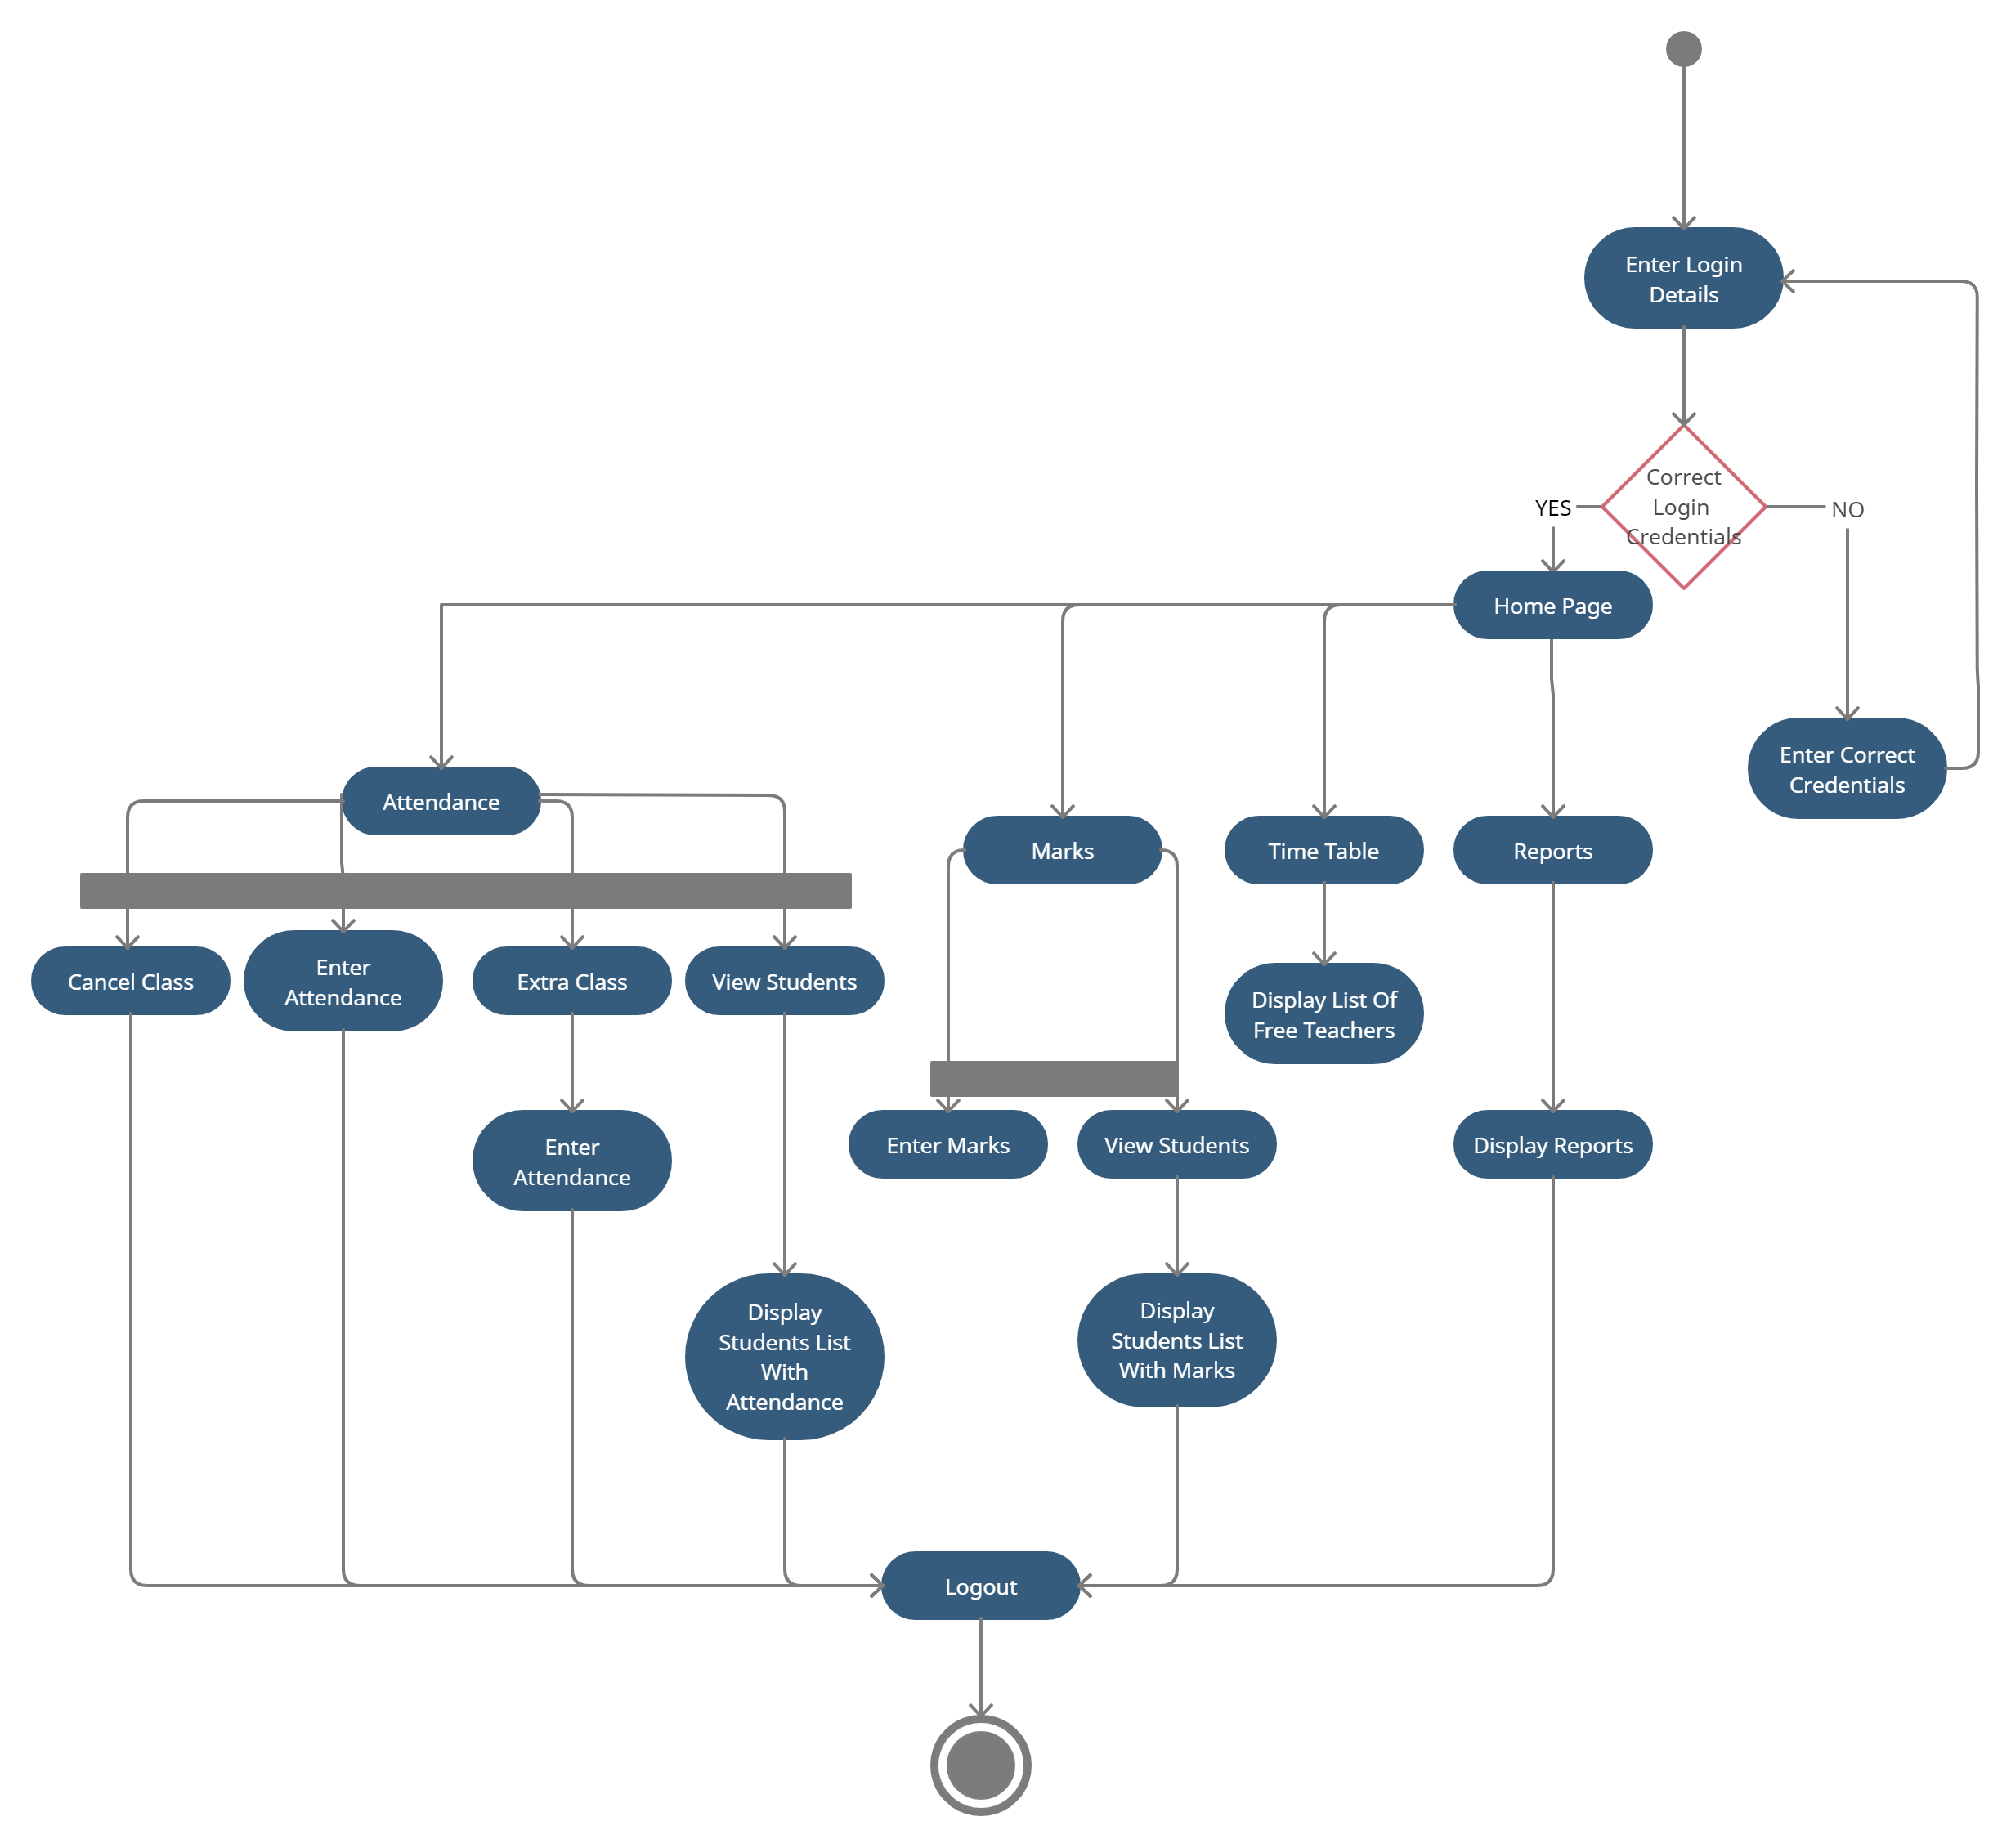 Enter Login
Details
Correct
Login
Credentials
YES
NO
Home Page
Enter Correct
Credentials
Attendance
Marks
Time Table
Reports
Cancel Class
Enter
Attendance
Extra Class
View Students
Display List Of
Free Teachers
Enter
Attendance
Enter Marks
View Students
Display Reports
Display
Students List
With
Attendance
Display
Students List
With Marks
Logout